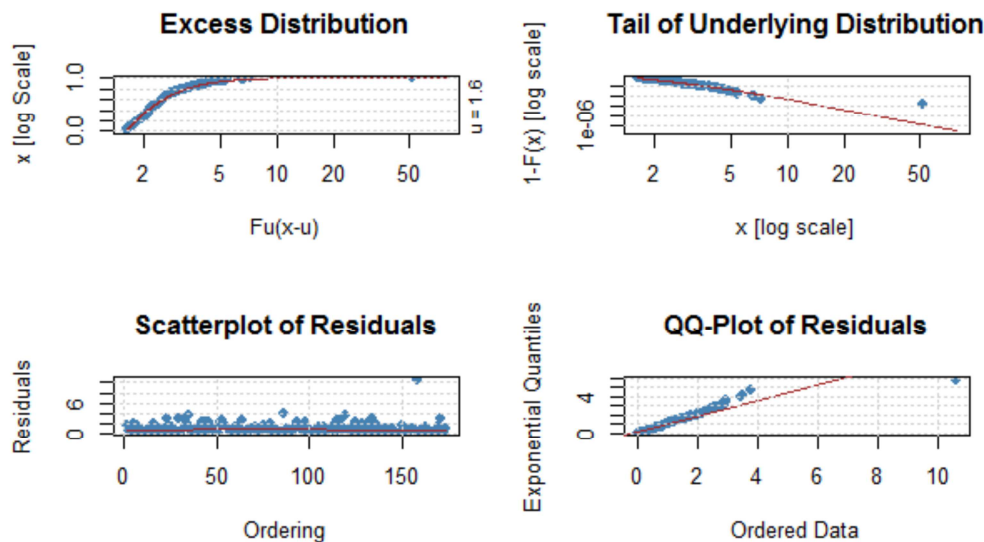 Excess Distribution
x [log Scale]
0.0 1.0
u = 1.6
2 5 10 20 50
Fu(x-u)
Tail of Underlying Distribution
1-F(x) [log scale]
1e-06
2 5 10 20 50
x [log scale]
Scatterplot of Residuals
Residuals
0 6
0 50 100 150
Ordering
QQ-Plot of Residuals
Exponential Quantiles
0 4
0 2 4 6 8 10
Ordered Data